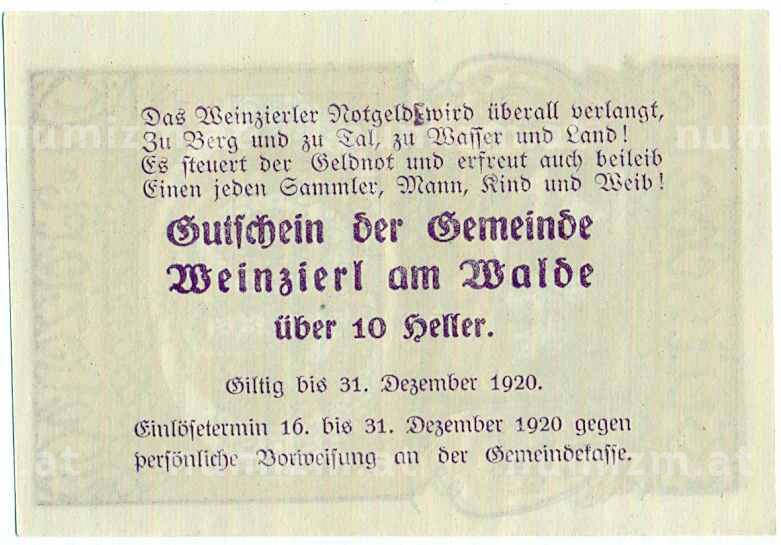 Das Weinzierler Notgeld wird überall verlangt,
Zu Berg und zu Tal, zu Wasser und Land!
Es steuert der Geldnot und erfreut auch beileib
Einen jeden Sammler, Mann, Kind und Weib!
Gutschein der Gemeinde
Weinzierl am Walde
über 10 Heller.
Giltig bis 31. Dezember 1920.
Einlösetermin 16. bis 31. Dezember 1920 gegen
persönliche Vorweisung an der Gemeindekasse.
numizm.at